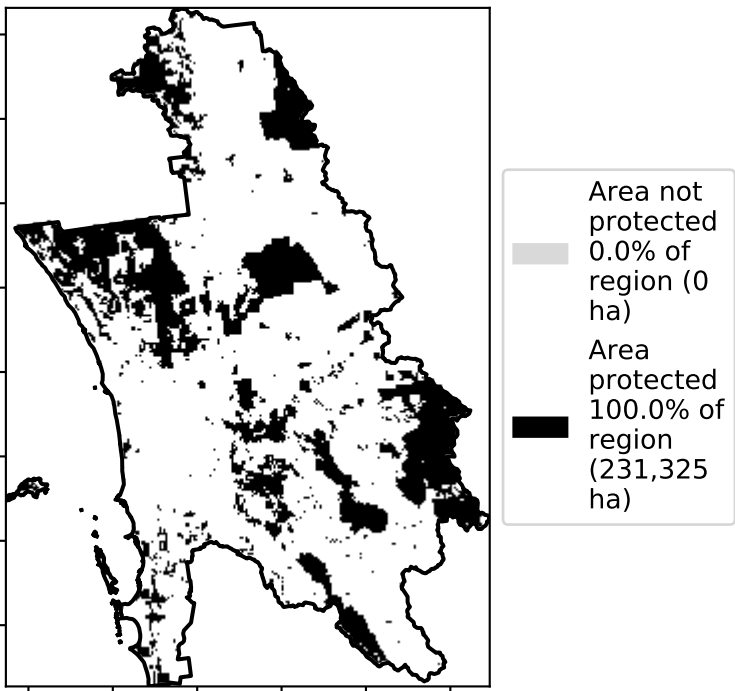 Area not
protected
0.0% of
region (0
ha)
Area
protected
100.0% of
region
(231,325
ha)